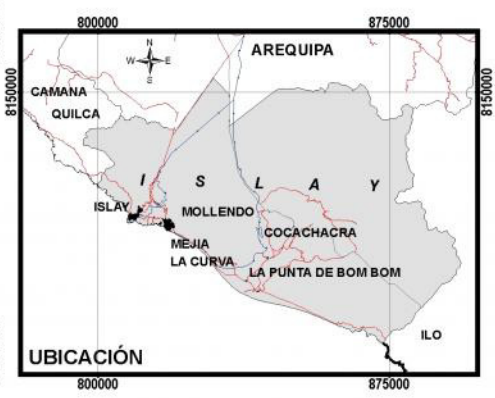 800000 875000
N
W E
S
AREQUIPA
8150000 8150000
CAMANA
QUILCA
I S L A Y
ISLAY
MOLLENDO
COCACHACRA
MEJIA
LA CURVA
LA PUNTA DE BOM BOM
ILO
UBICACIÓN
800000 875000